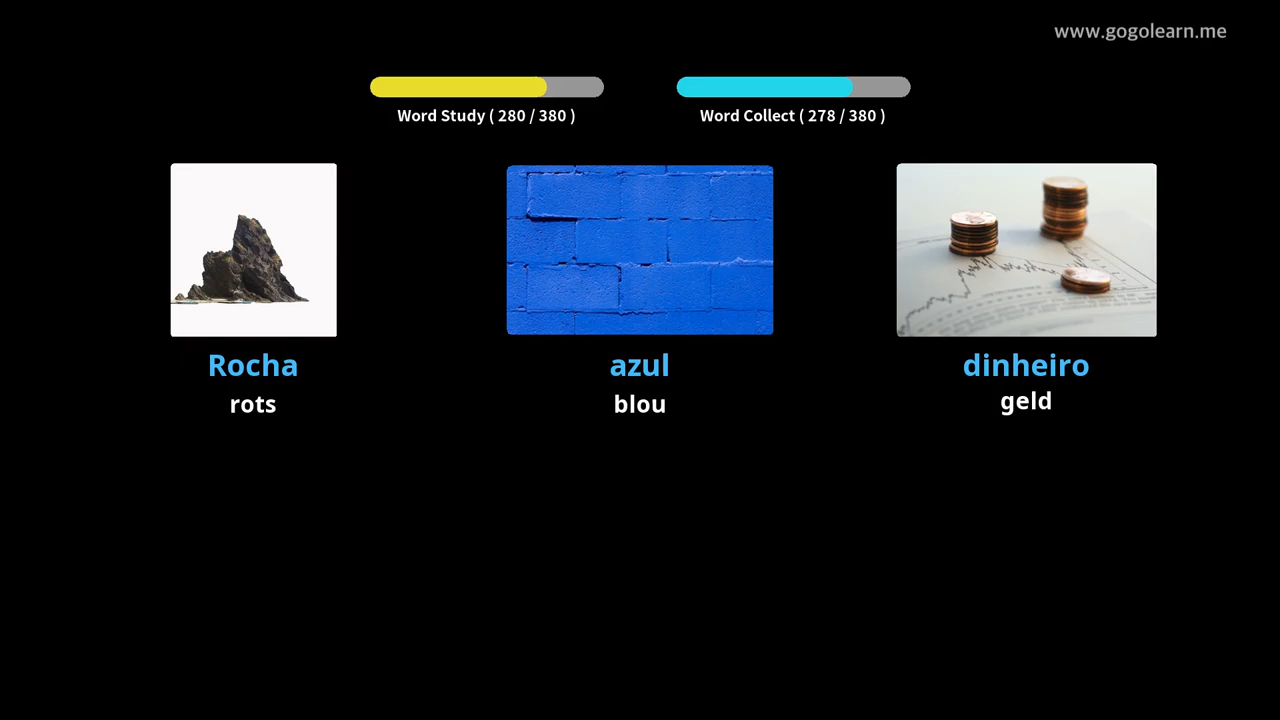 www.gogolearn.me
Word Study ( 280 / 380 )
Word Collect ( 278 / 380 )
Rocha
rots
azul
blou
dinheiro
geld